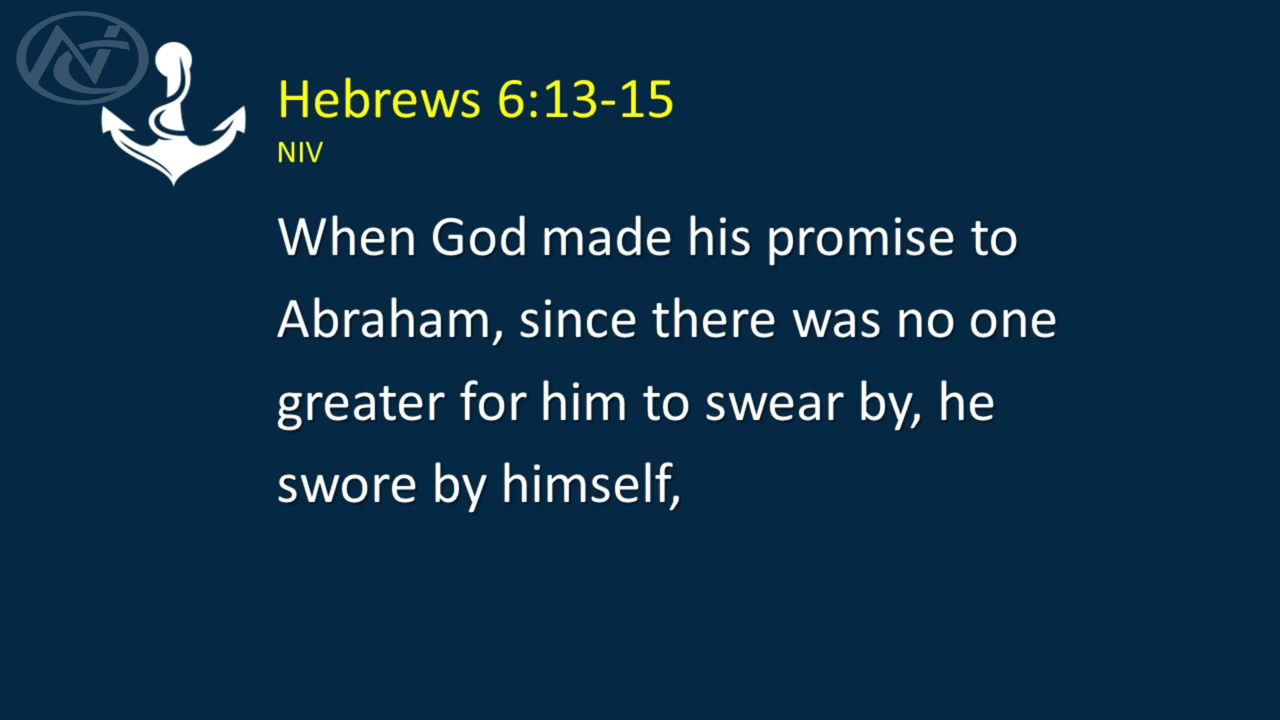 Hebrews 6:13-15
NIV
When God made his promise to
Abraham, since there was no one
greater for him to swear by, he
swore by himself,